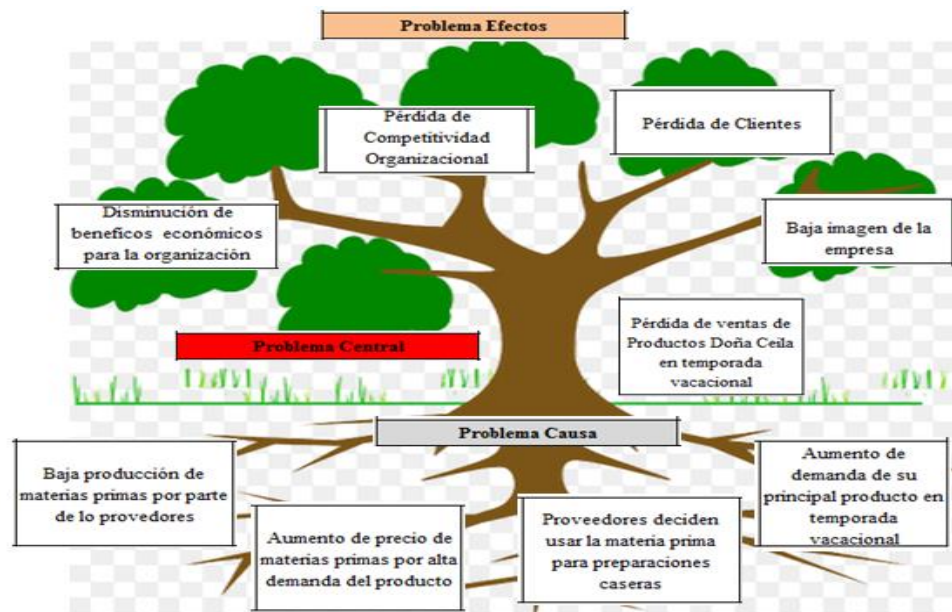 Problema Efectos
Pérdida de
Competitividad
Organizacional
Pérdida de Clientes
Disminución de
beneficos económicos
para la organización
Baja imagen de la
empresa
Problema Central
Pérdida de ventas de
Productos Doña Ceila
en temporada
vacacional
Problema Causa
Baja producción de
materias primas por parte
de lo provedores
Aumento de precio de
materias primas por alta
demanda del producto
Proveedores deciden
usar la materia prima
para preparaciones
caseras
Aumento de
demanda de su
principal producto en
temporada
vacacional